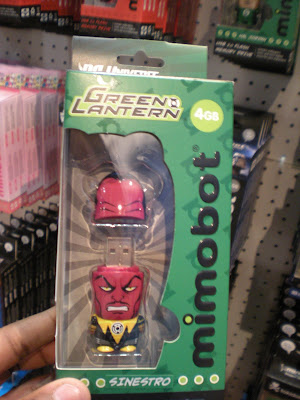 GREEN
LANTERN
4GB
mimobot
SINESTRO